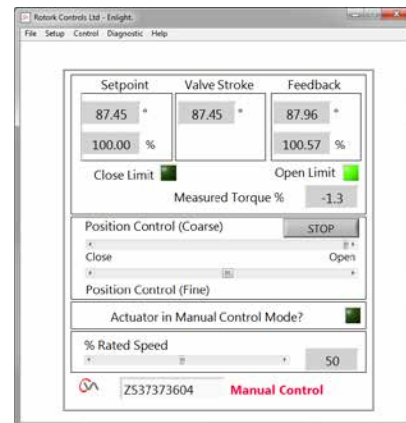 Rotork Controls Ltd - Enlight.
File Setup Control Diagnostic Help
Setpoint Valve Stroke Feedback
87.45 ° 87.45 ° 87.96 °
100.00 % 100.57 %
Close Limit Open Limit
Measured Torque % -1.3
Position Control (Coarse) STOP
Close Open
Position Control (Fine)
Actuator in Manual Control Mode?
% Rated Speed
50
Z537373604 Manual Control